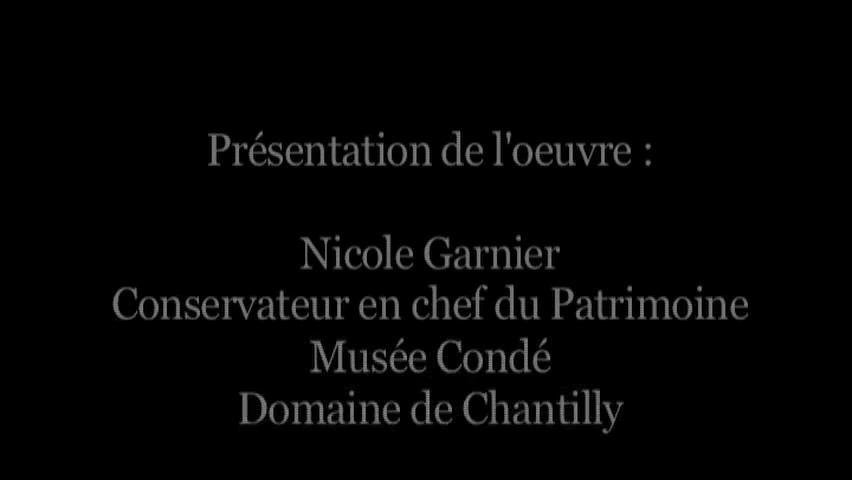 Présentation de l'oeuvre :
Nicole Garnier
Conservateur en chef du Patrimoine
Musée Condé
Domaine de Chantilly